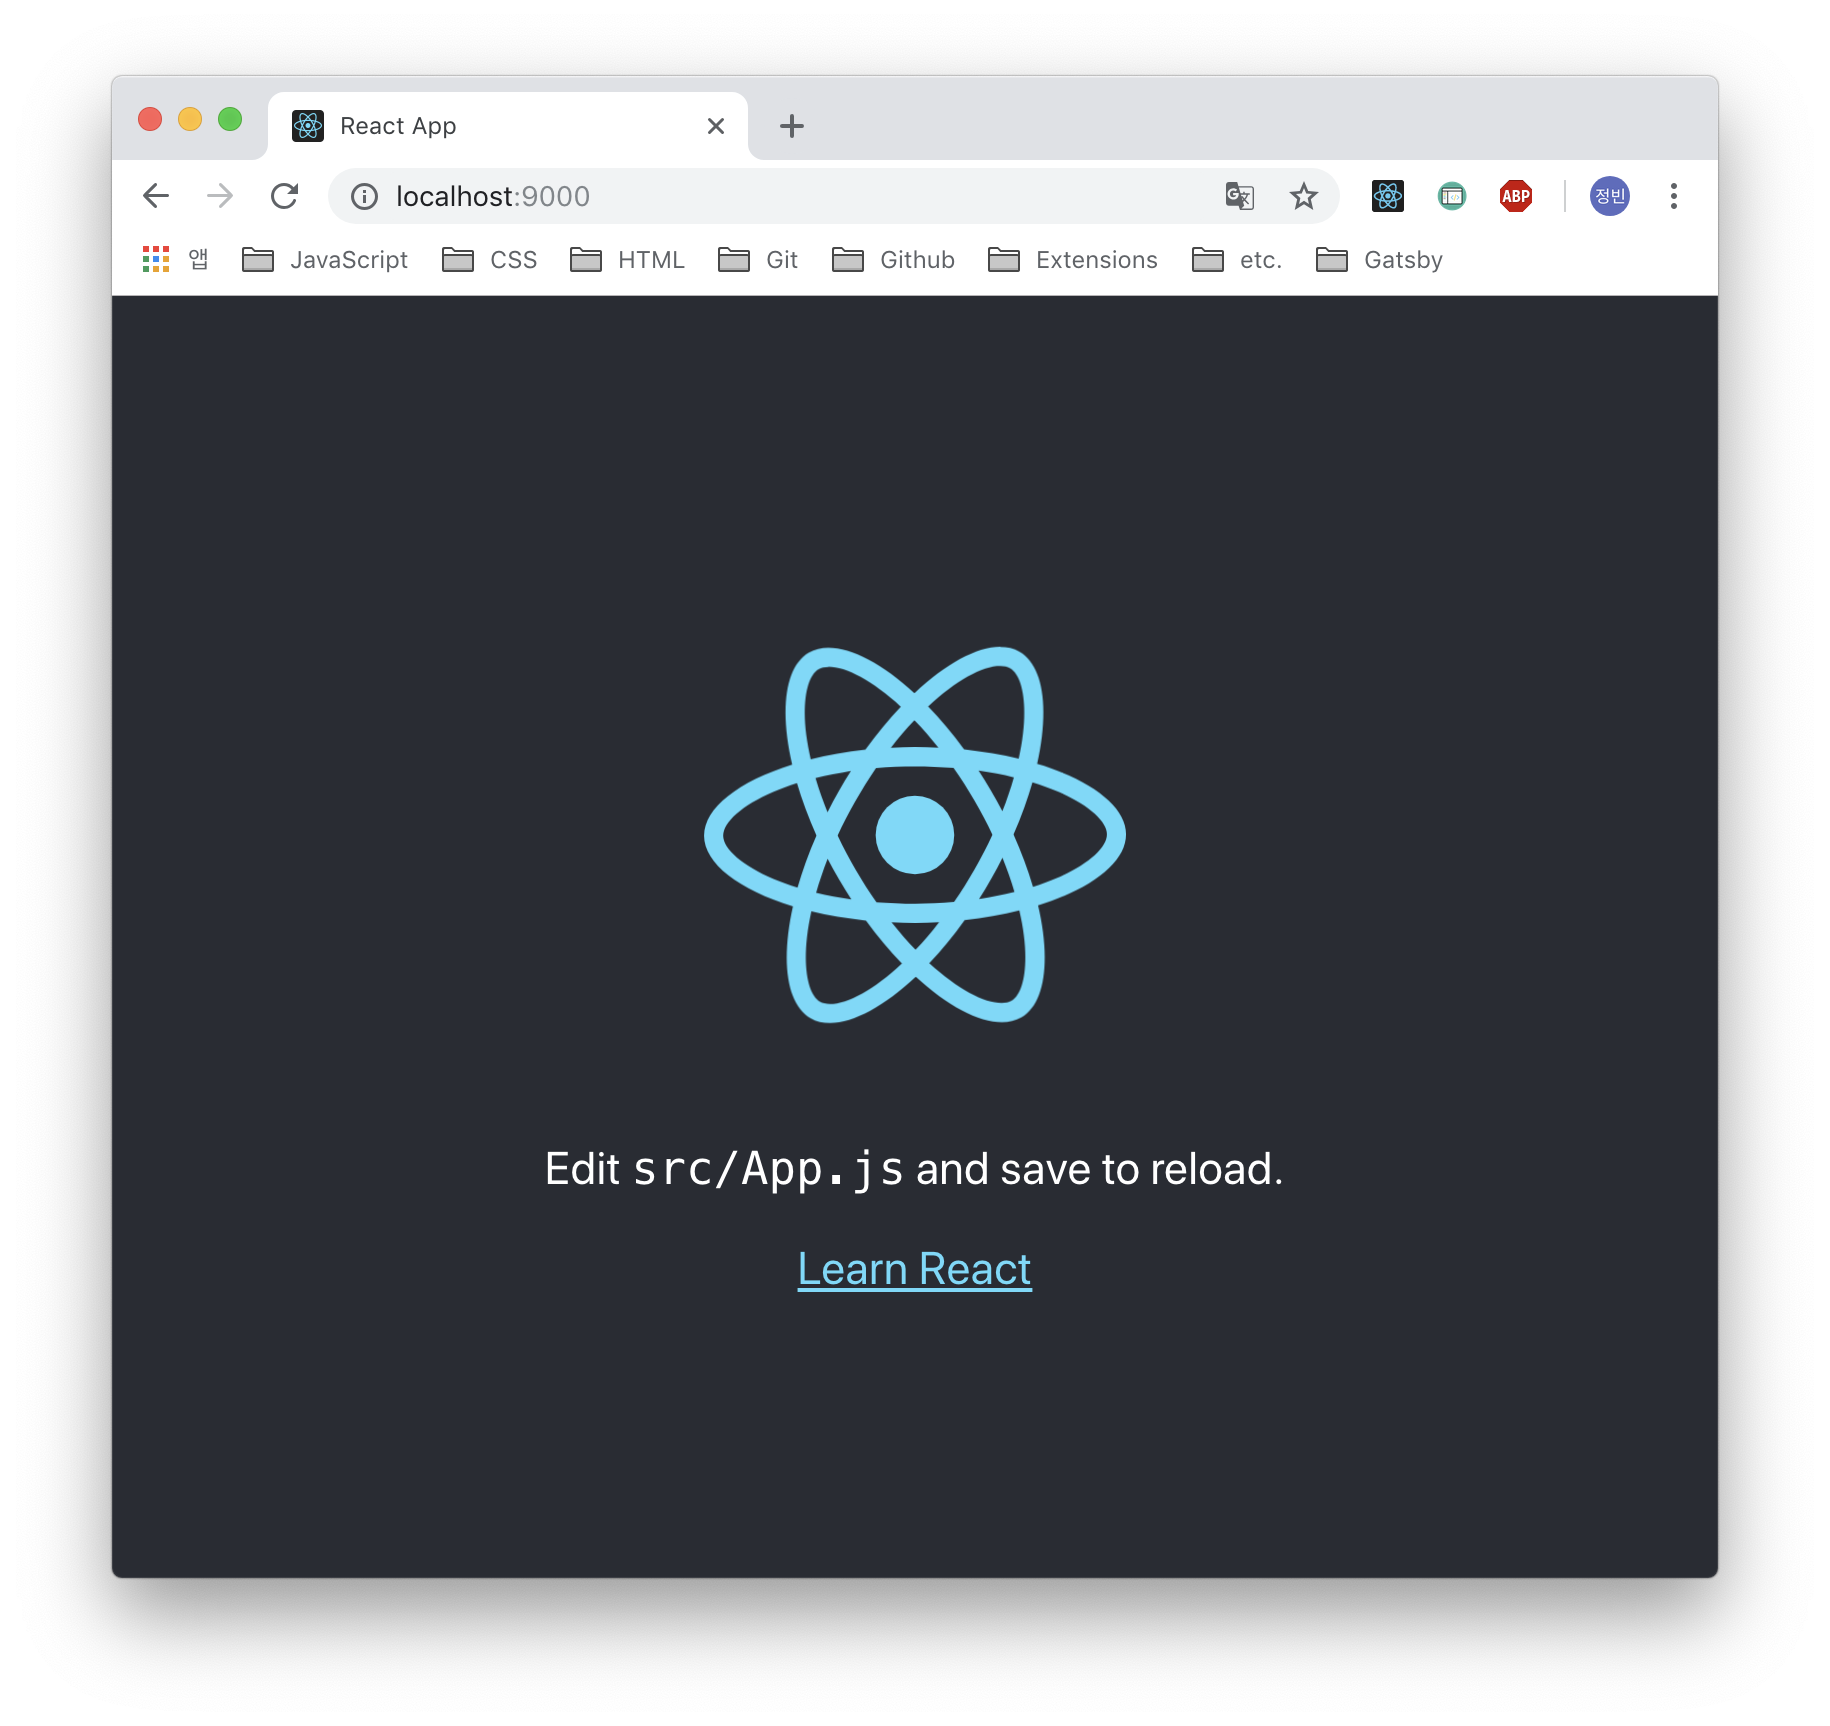 React App
localhost:9000
ABP
정빈
앱 JavaScript CSS HTML Git Github Extensions etc. Gatsby
Edit src/App.js and save to reload.
Learn React